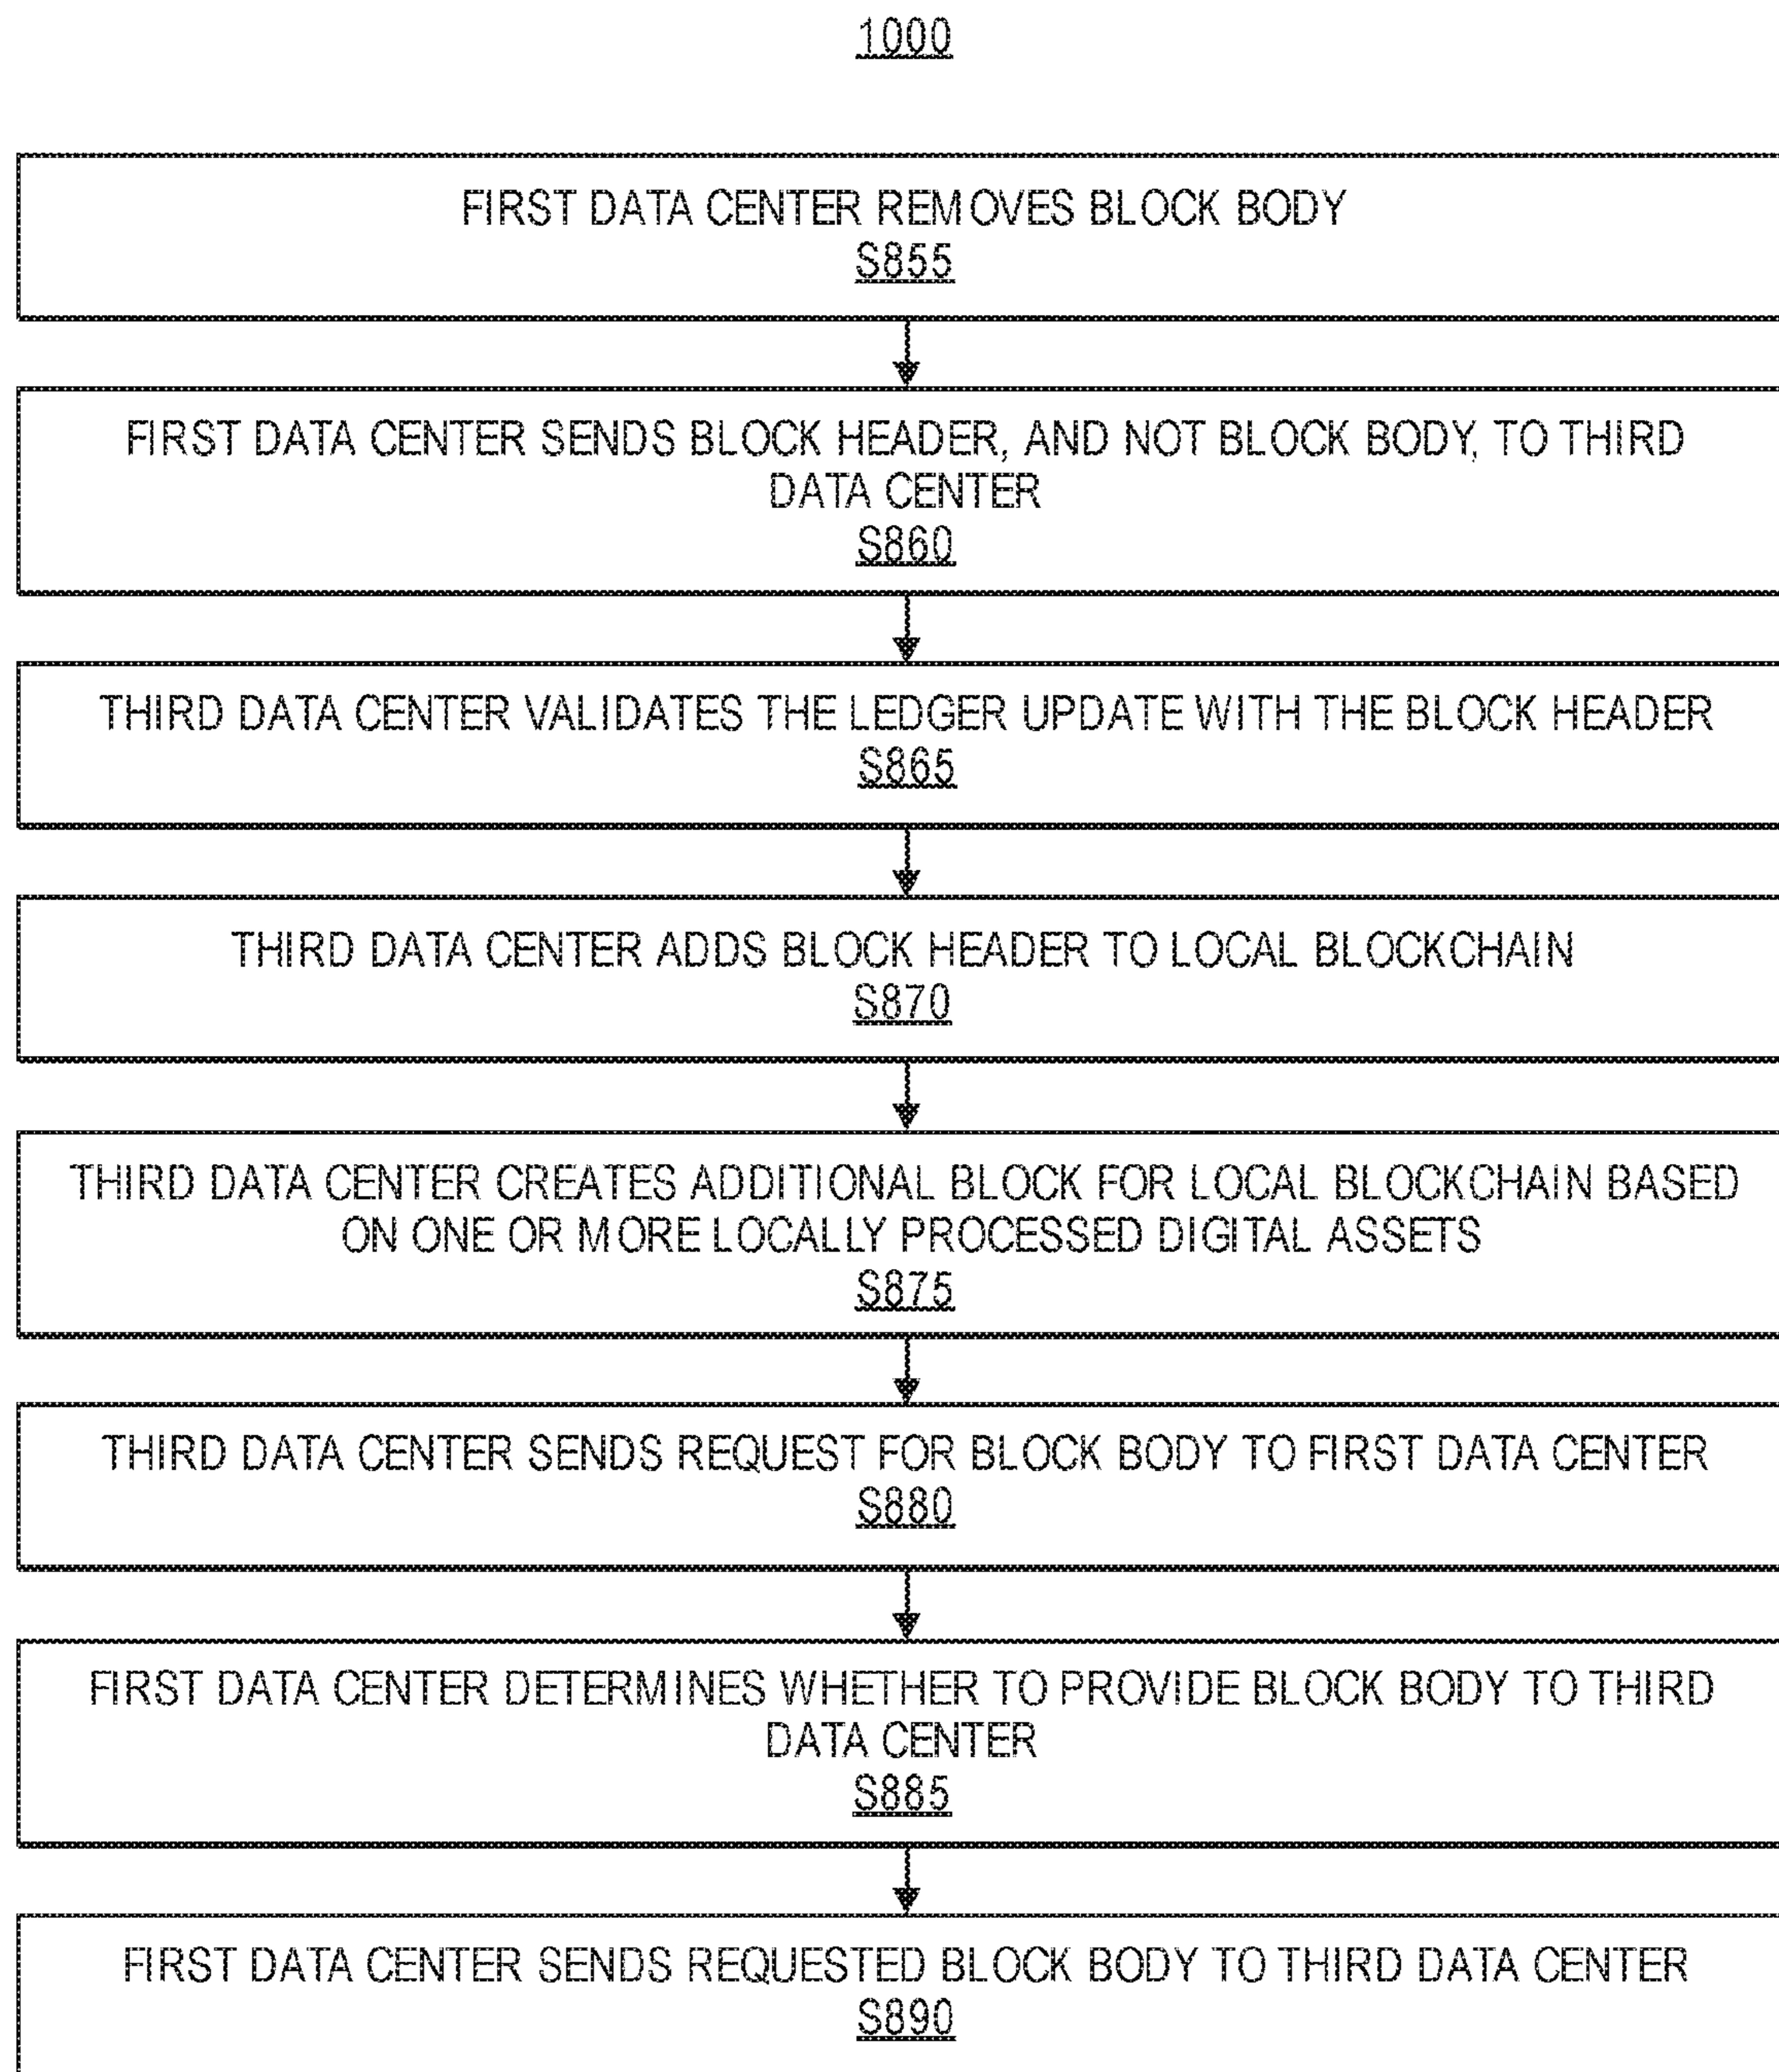 1000
FIRST DATA CENTER REMOVES BLOCK BODY
S855
FIRST DATA CENTER SENDS BLOCK HEADER, AND NOT BLOCK BODY, TO THIRD
DATA CENTER
S860
THIRD DATA CENTER VALIDATES THE LEDGER UPDATE WITH THE BLOCK HEADER
S865
THIRD DATA CENTER ADDS BLOCK HEADER TO LOCAL BLOCKCHAIN
S870
THIRD DATA CENTER CREATES ADDITIONAL BLOCK FOR LOCAL BLOCKCHAIN BASED
ON ONE OR MORE LOCALLY PROCESSED DIGITAL ASSETS
S875
THIRD DATA CENTER SENDS REQUEST FOR BLOCK BODY TO FIRST DATA CENTER
S880
FIRST DATA CENTER DETERMINES WHETHER TO PROVIDE BLOCK BODY TO THIRD
DATA CENTER
S885
FIRST DATA CENTER SENDS REQUESTED BLOCK BODY TO THIRD DATA CENTER
S890